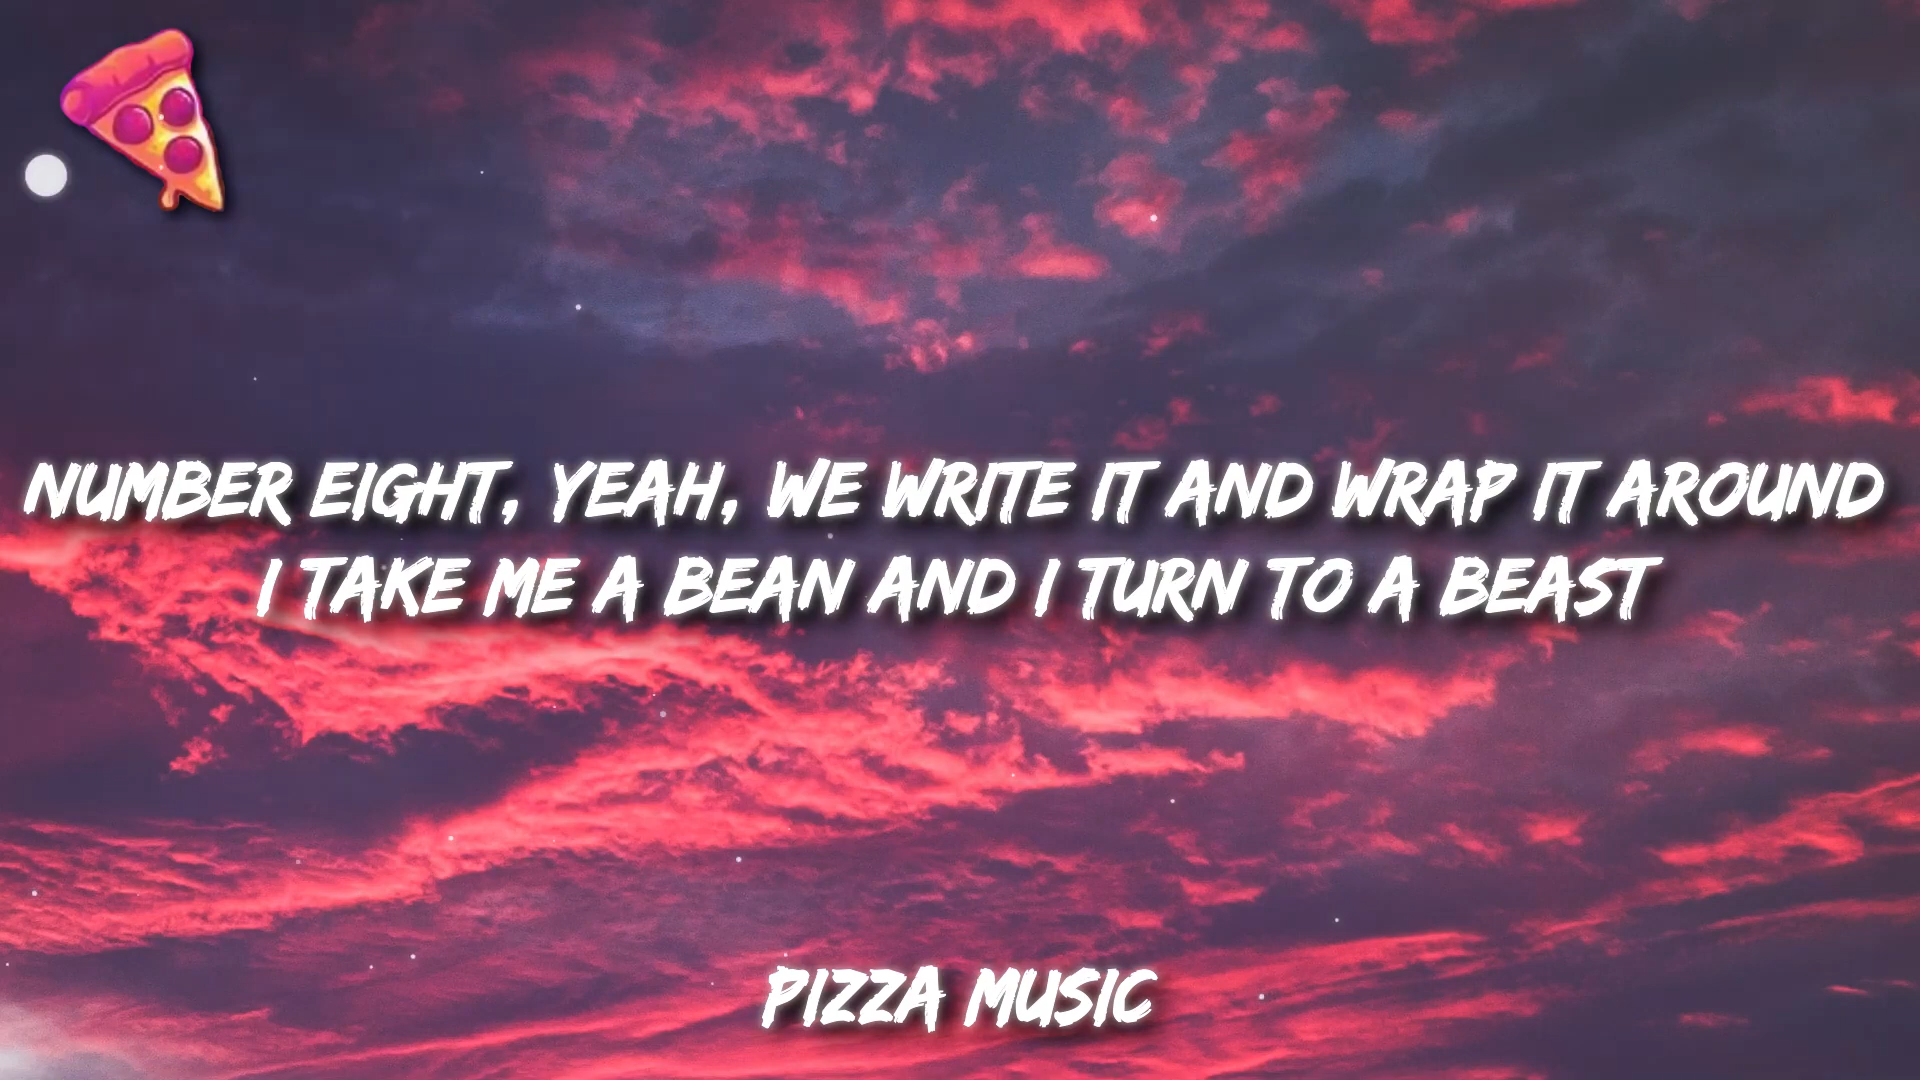 NUMBER EIGHT, YEAH, WE WRITE IT AND WRAP IT AROUND
I TAKE ME A BEAN AND I TURN TO A BEAST
PIZZA MUSIC